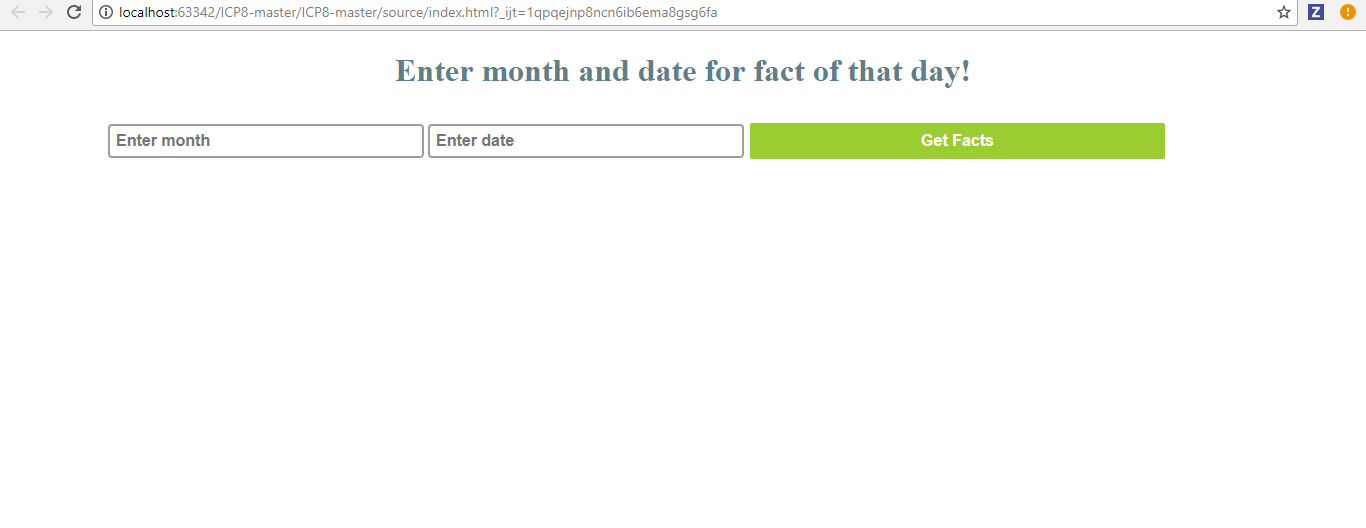 localhost:63342/ICP8-master/ICP8-master/source/index.html?_ijt=1qpqejnp8ncn6ib6ema8gsg6fa
Z
Enter month and date for fact of that day!
Enter month Enter date Get Facts